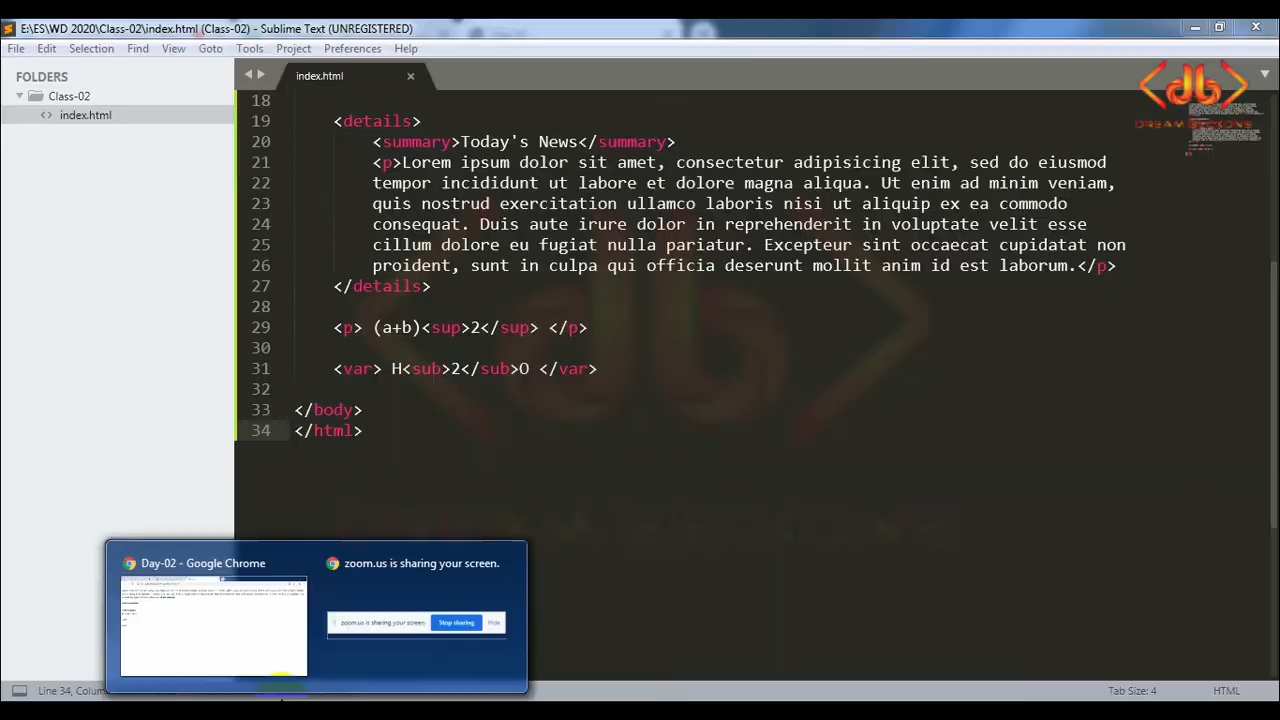 E:\ES\WD 2020\Class-02\index.html (Class-02) - Sublime Text (UNREGISTERED)
File Edit Selection Find View Goto Tools Project Preferences Help
FOLDERS
Class-02
index.html
index.html
DREAM BECKONS
18
19 <details>
20 <summary>Today's News</summary>
21 <p>Lorem ipsum dolor sit amet, consectetur adipisicing elit, sed do eiusmod
22 tempor incididunt ut labore et dolore magna aliqua. Ut enim ad minim veniam,
23 quis nostrud exercitation ullamco laboris nisi ut aliquip ex ea commodo
24 consequat. Duis aute irure dolor in reprehenderit in voluptate velit esse
25 cillum dolore eu fugiat nulla pariatur. Excepteur sint occaecat cupidatat non
26 proident, sunt in culpa qui officia deserunt mollit anim id est laborum.</p>
27 </details>
28
29 <p> (a+b)<sup>2</sup> </p>
30
31 <var> H<sub>2</sub>O </var>
32
33 </body>
34 </html>
Day-02 - Google Chrome
zoom.us is sharing your screen.
zoom.us is sharing your screen. Stop sharing Hide
Line 34, Colum
Tab Size: 4
HTML